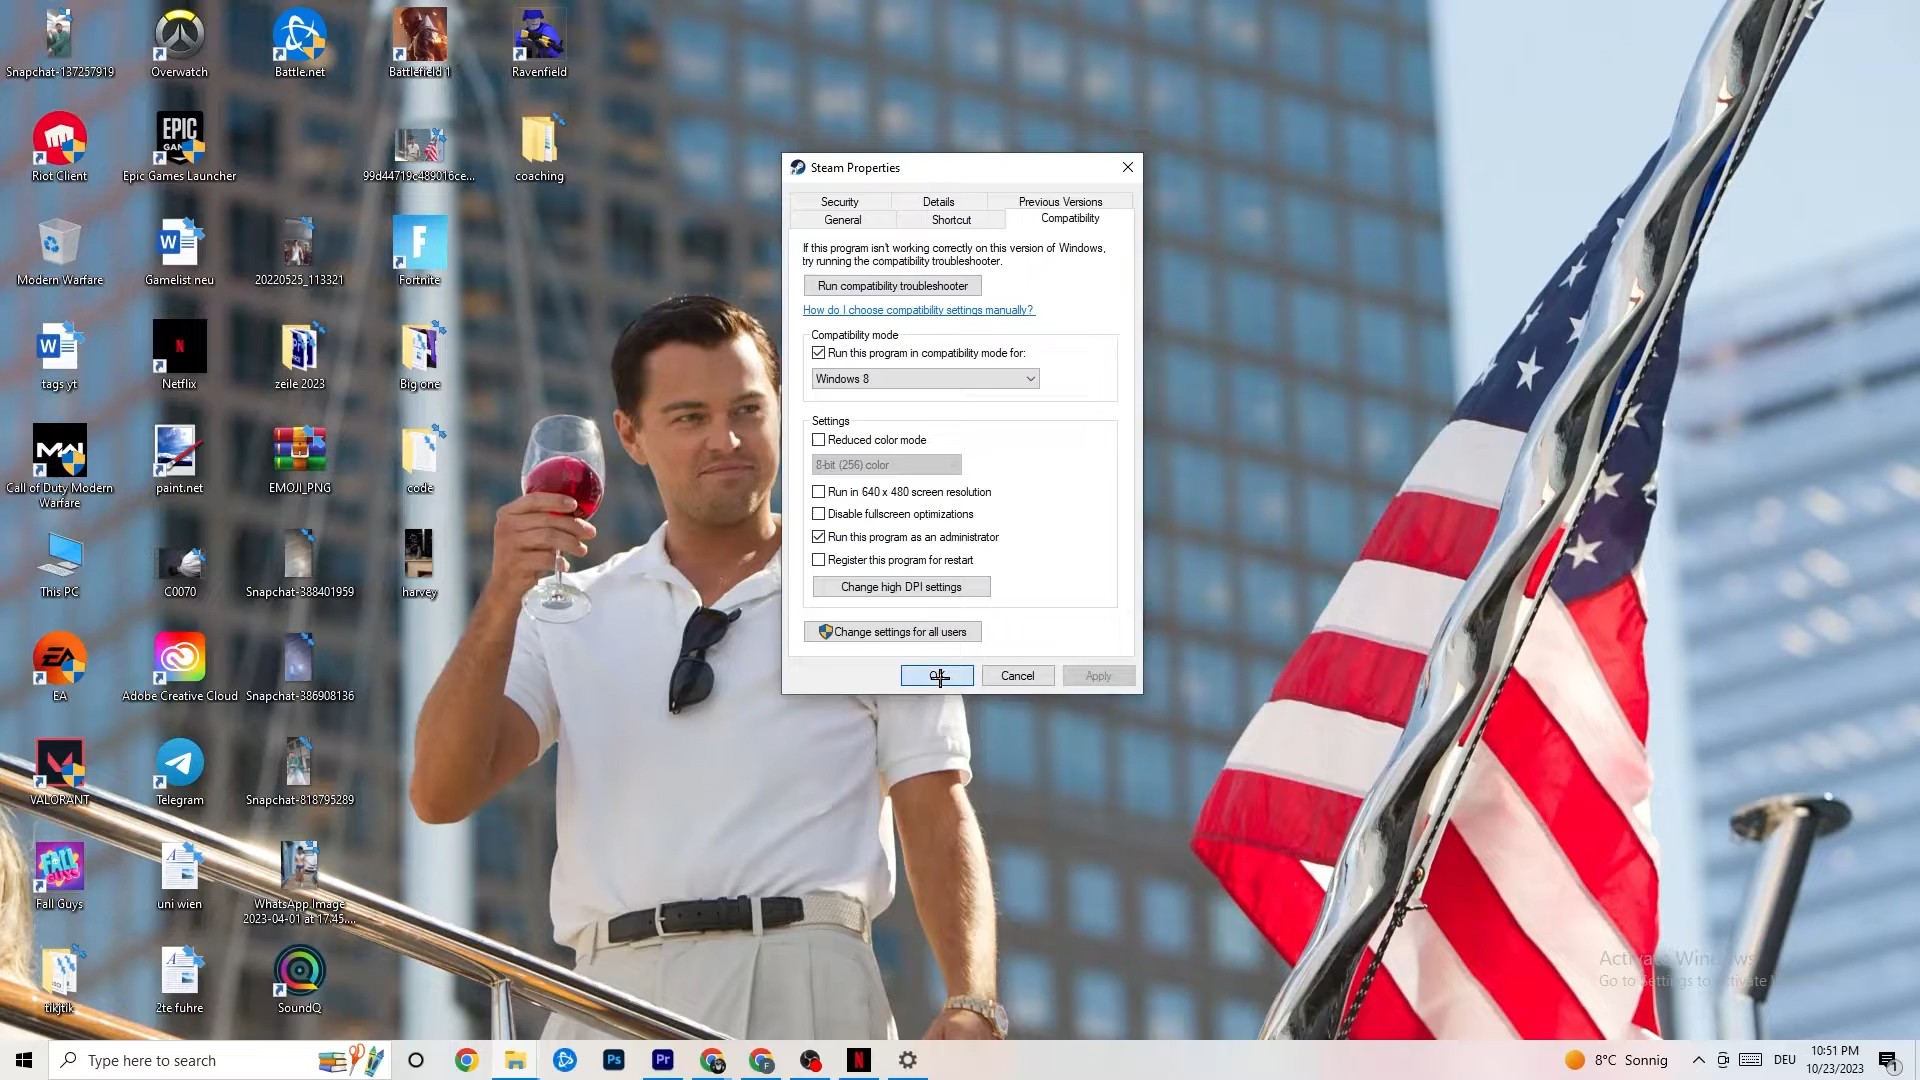 Snapchat-137257919
Overwatch
Battle.net
Battlefield 1
Ravenfield
EPIC
GAM
Riot Client
Epic Games Launcher
99d44719c489016ce...
coaching
Modern Warfare
Gamelist neu
20220525_113321
F
Fortnite
W
tags yt
N
Netflix
zeile 2023
Big one
Call of Duty Modern
Warfare
paint.net
EMOJI_PNG
code
This PC
C0070
Snapchat-388401959
harvey
EA
EA
Adobe Creative Cloud
Snapchat-386908136
VALORANT
Telegram
Snapchat-818795289
FALL
GUYS
Fall Guys
uni wien
WhatsApp Image
2023-04-01 at 17.45....
tikjtik
2te fuhre
SoundQ
Steam Properties
Security
Details
Previous Versions
General
Shortcut
Compatibility
If this program isn't working correctly on this version of Windows,
try running the compatibility troubleshooter.
Run compatibility troubleshooter
How do I choose compatibility settings manually?
Compatibility mode
Run this program in compatibility mode for:
Windows 8
Settings
Reduced color mode
8-bit (256) color
Run in 640 x 480 screen resolution
Disable fullscreen optimizations
Run this program as an administrator
Register this program for restart
Change high DPI settings
Change settings for all users
Cancel
Apply
Activate Windows
Go to Settings to activate
Type here to search
Ps
Pr
F
N
8°C Sonnig
DEU
10:51 PM
10/23/2023
1